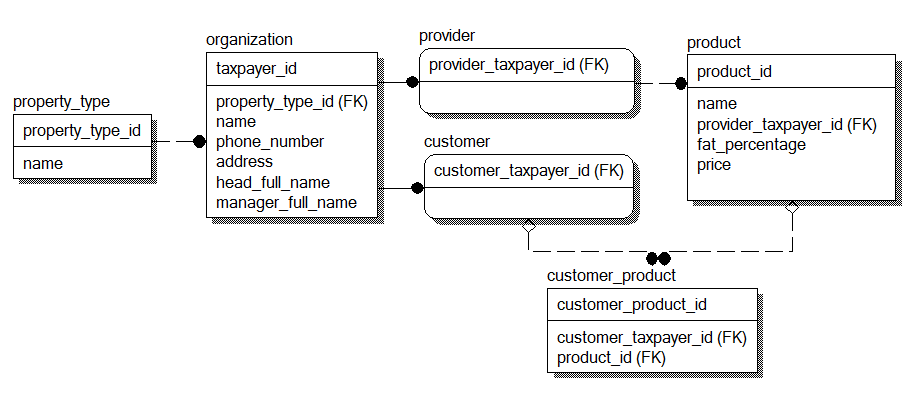 property_type
property_type_id
name
organization
taxpayer_id
property_type_id (FK)
name
phone_number
address
head_full_name
manager_full_name
provider
provider_taxpayer_id (FK)
customer
customer_taxpayer_id (FK)
product
product_id
name
provider_taxpayer_id (FK)
fat_percentage
price
customer_product
customer_product_id
customer_taxpayer_id (FK)
product_id (FK)